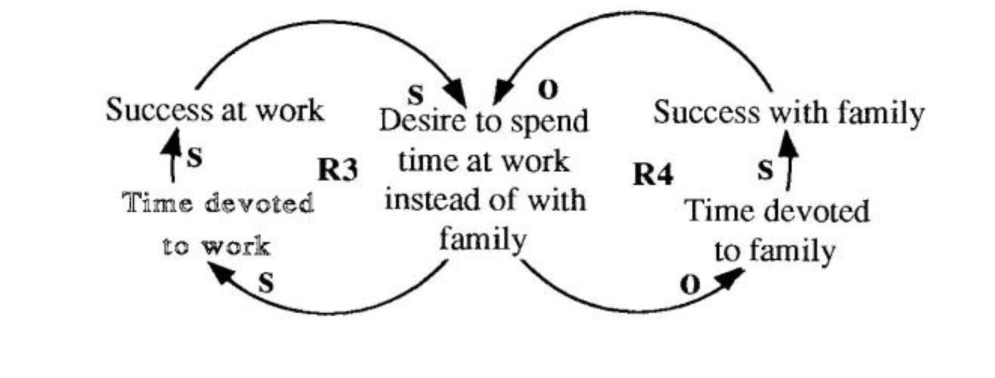 Success at work
S
Time devoted
to work
S
R3
S
Desire to spend
time at work
instead of with
family
O
R4
Success with family
S
Time devoted
to family
O